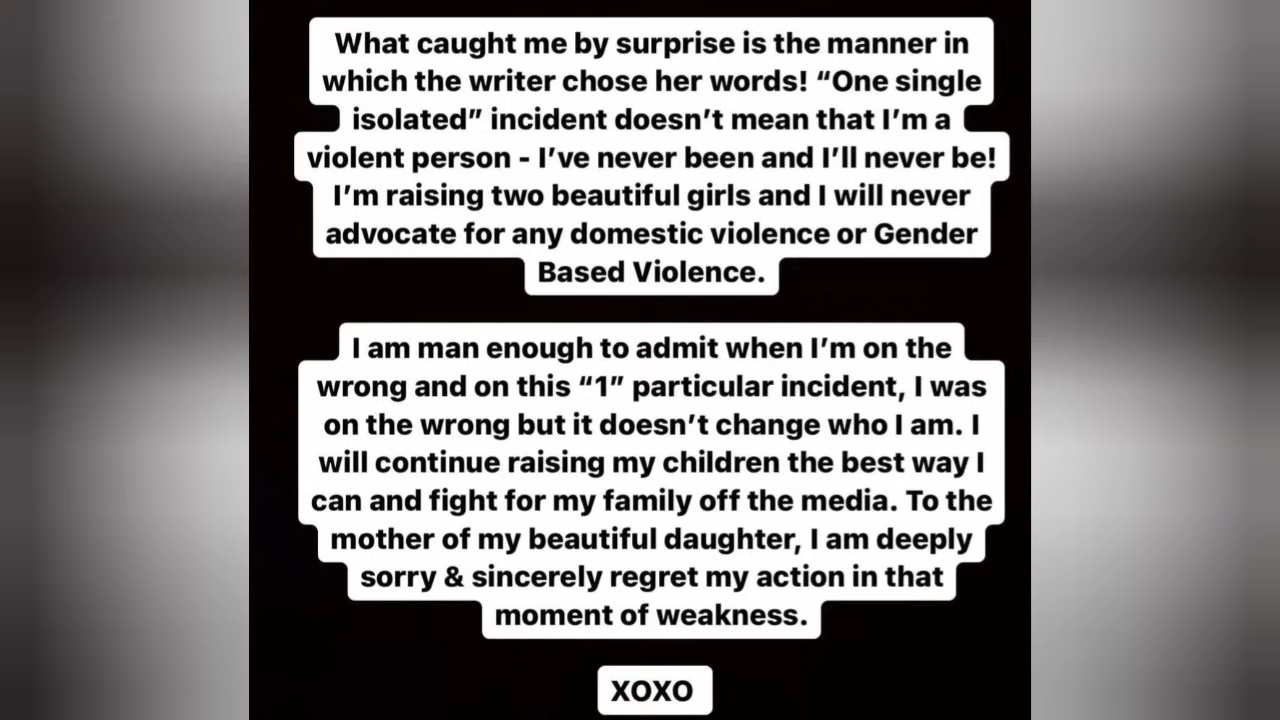 What caught me by surprise is the manner in
which the writer chose her words! “One single
isolated” incident doesn’t mean that I’m a
violent person - I’ve never been and I’ll never be!
I’m raising two beautiful girls and I will never
advocate for any domestic violence or Gender
Based Violence.
I am man enough to admit when I’m on the
wrong and on this “1” particular incident, I was
on the wrong but it doesn’t change who I am. I
will continue raising my children the best way I
can and fight for my family off the media. To the
mother of my beautiful daughter, I am deeply
sorry & sincerely regret my action in that
moment of weakness.
XOXO